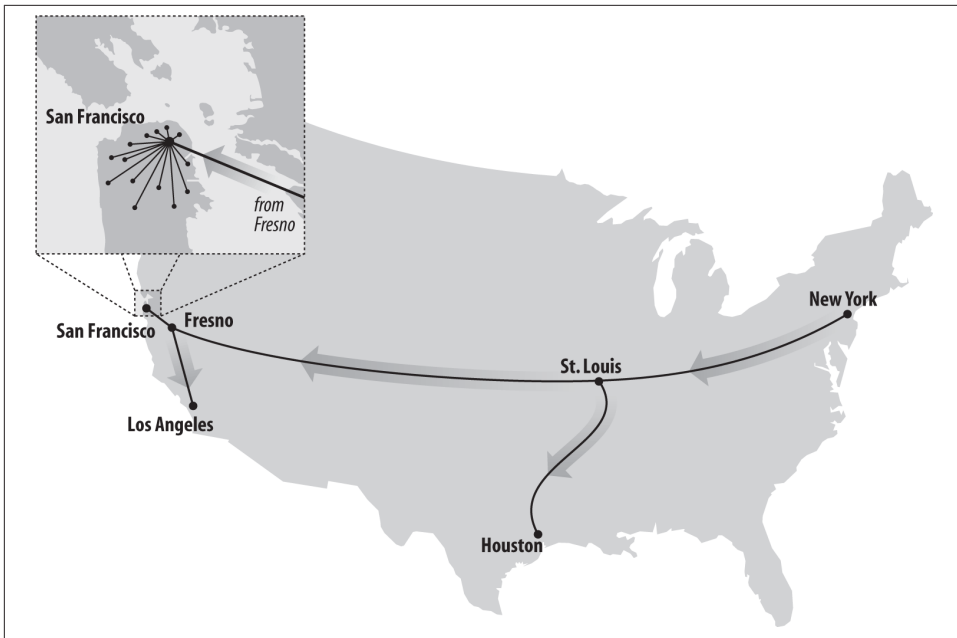 San Francisco
from
Fresno
New York
San Francisco
Fresno
St. Louis
Los Angeles
Houston